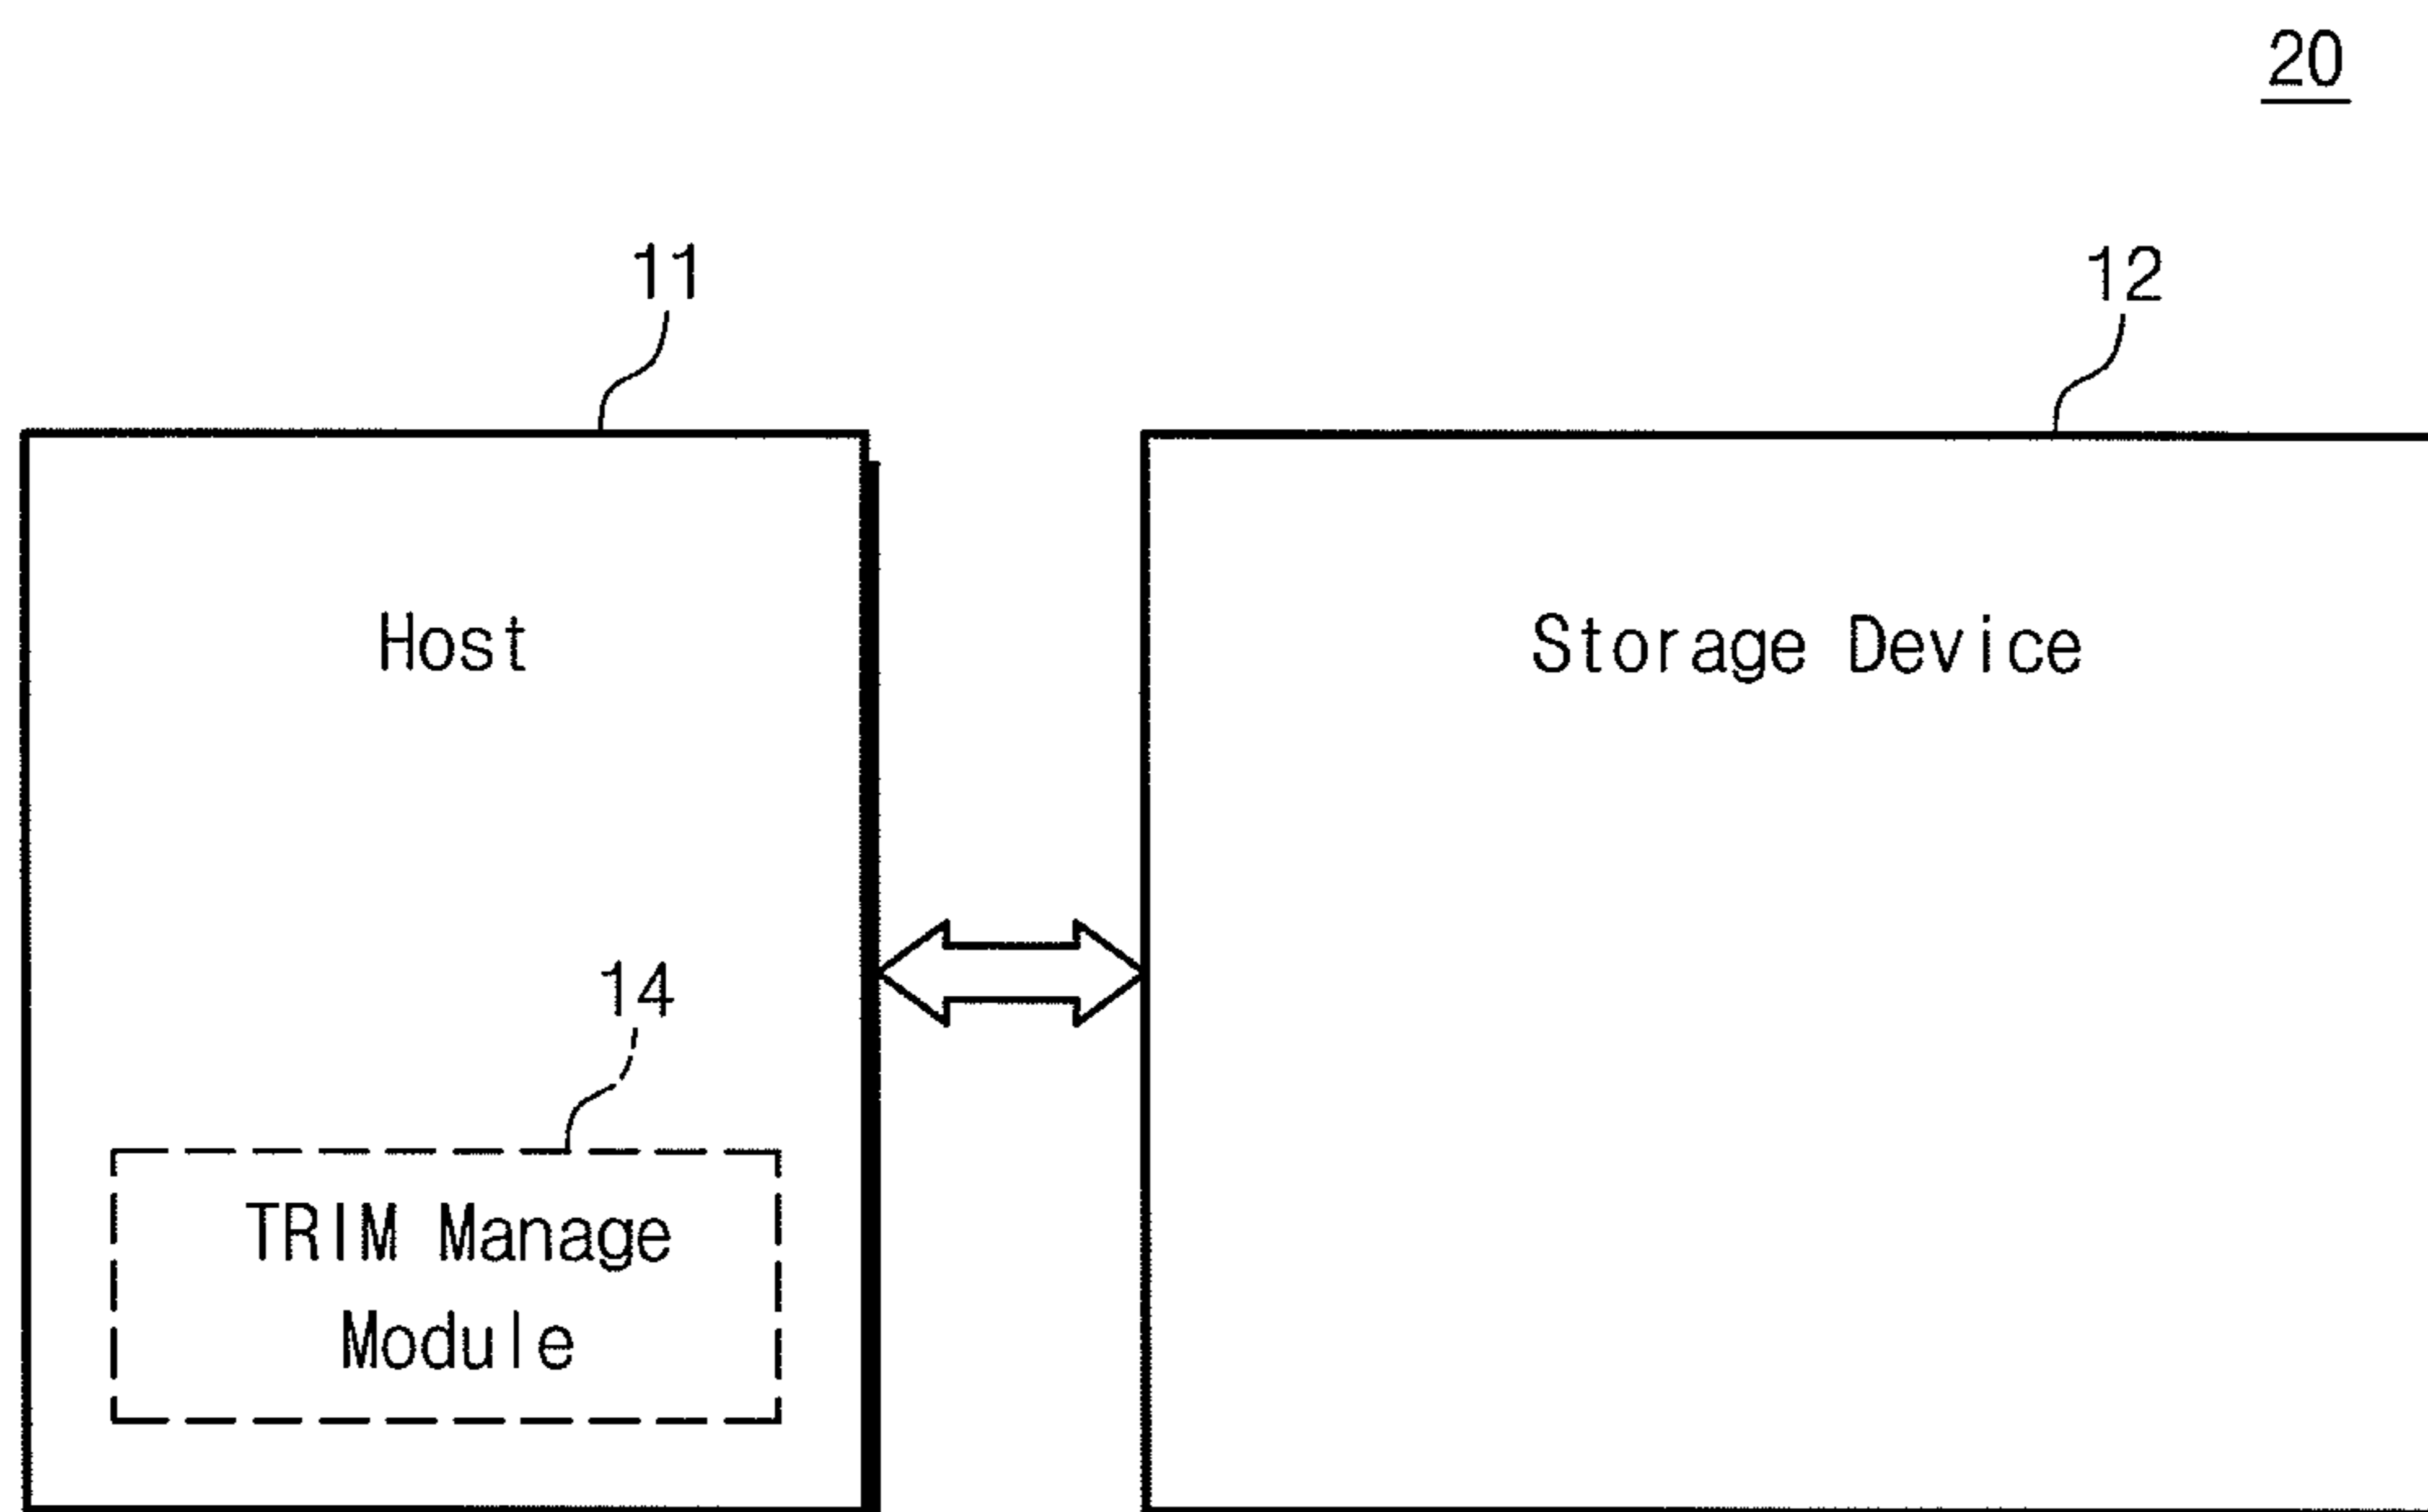 20
11
12
Host
Storage Device
14
TRIM Manage
Module